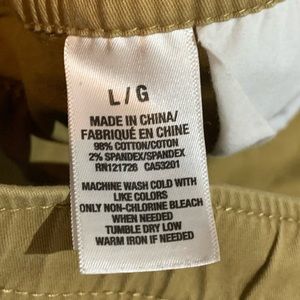 L / G
MADE IN CHINA/
FABRIQUÉ EN CHINE
98% COTTON/COTON
2% SPANDEX/SPANDEX
RN121726 CA53201
MACHINE WASH COLD WITH
LIKE COLORS
ONLY NON-CHLORINE BLEACH
WHEN NEEDED
TUMBLE DRY LOW
WARM IRON IF NEEDED